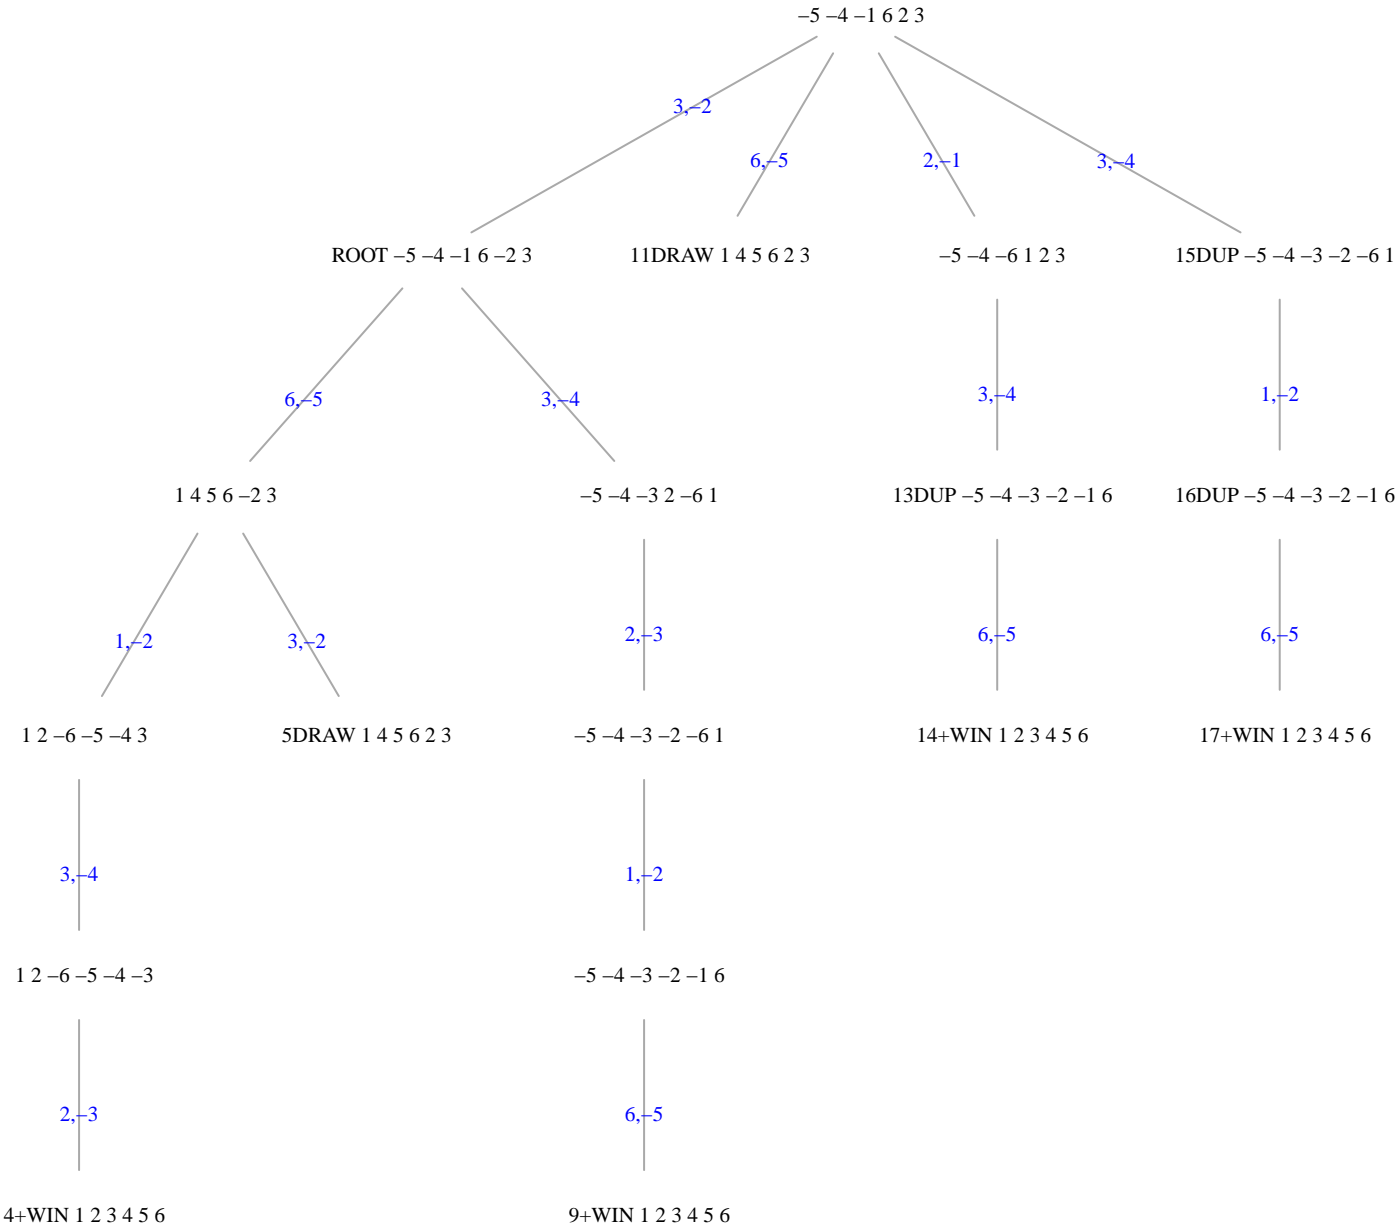 –5 –4 –1 6 2 3
3,–2
6,–5
2,–1
3,–4
ROOT –5 –4 –1 6 –2 3
11DRAW 1 4 5 6 2 3
–5 –4 –6 1 2 3
15DUP –5 –4 –3 –2 –6 1
6,–5
3,–4
3,–4
1,–2
1 4 5 6 –2 3
–5 –4 –3 2 –6 1
13DUP –5 –4 –3 –2 –1 6
16DUP –5 –4 –3 –2 –1 6
1,–2
3,–2
2,–3
6,–5
6,–5
1 2 –6 –5 –4 3
5DRAW 1 4 5 6 2 3
–5 –4 –3 –2 –6 1
14+WIN 1 2 3 4 5 6
17+WIN 1 2 3 4 5 6
3,–4
1,–2
1 2 –6 –5 –4 –3
–5 –4 –3 –2 –1 6
2,–3
6,–5
4+WIN 1 2 3 4 5 6
9+WIN 1 2 3 4 5 6